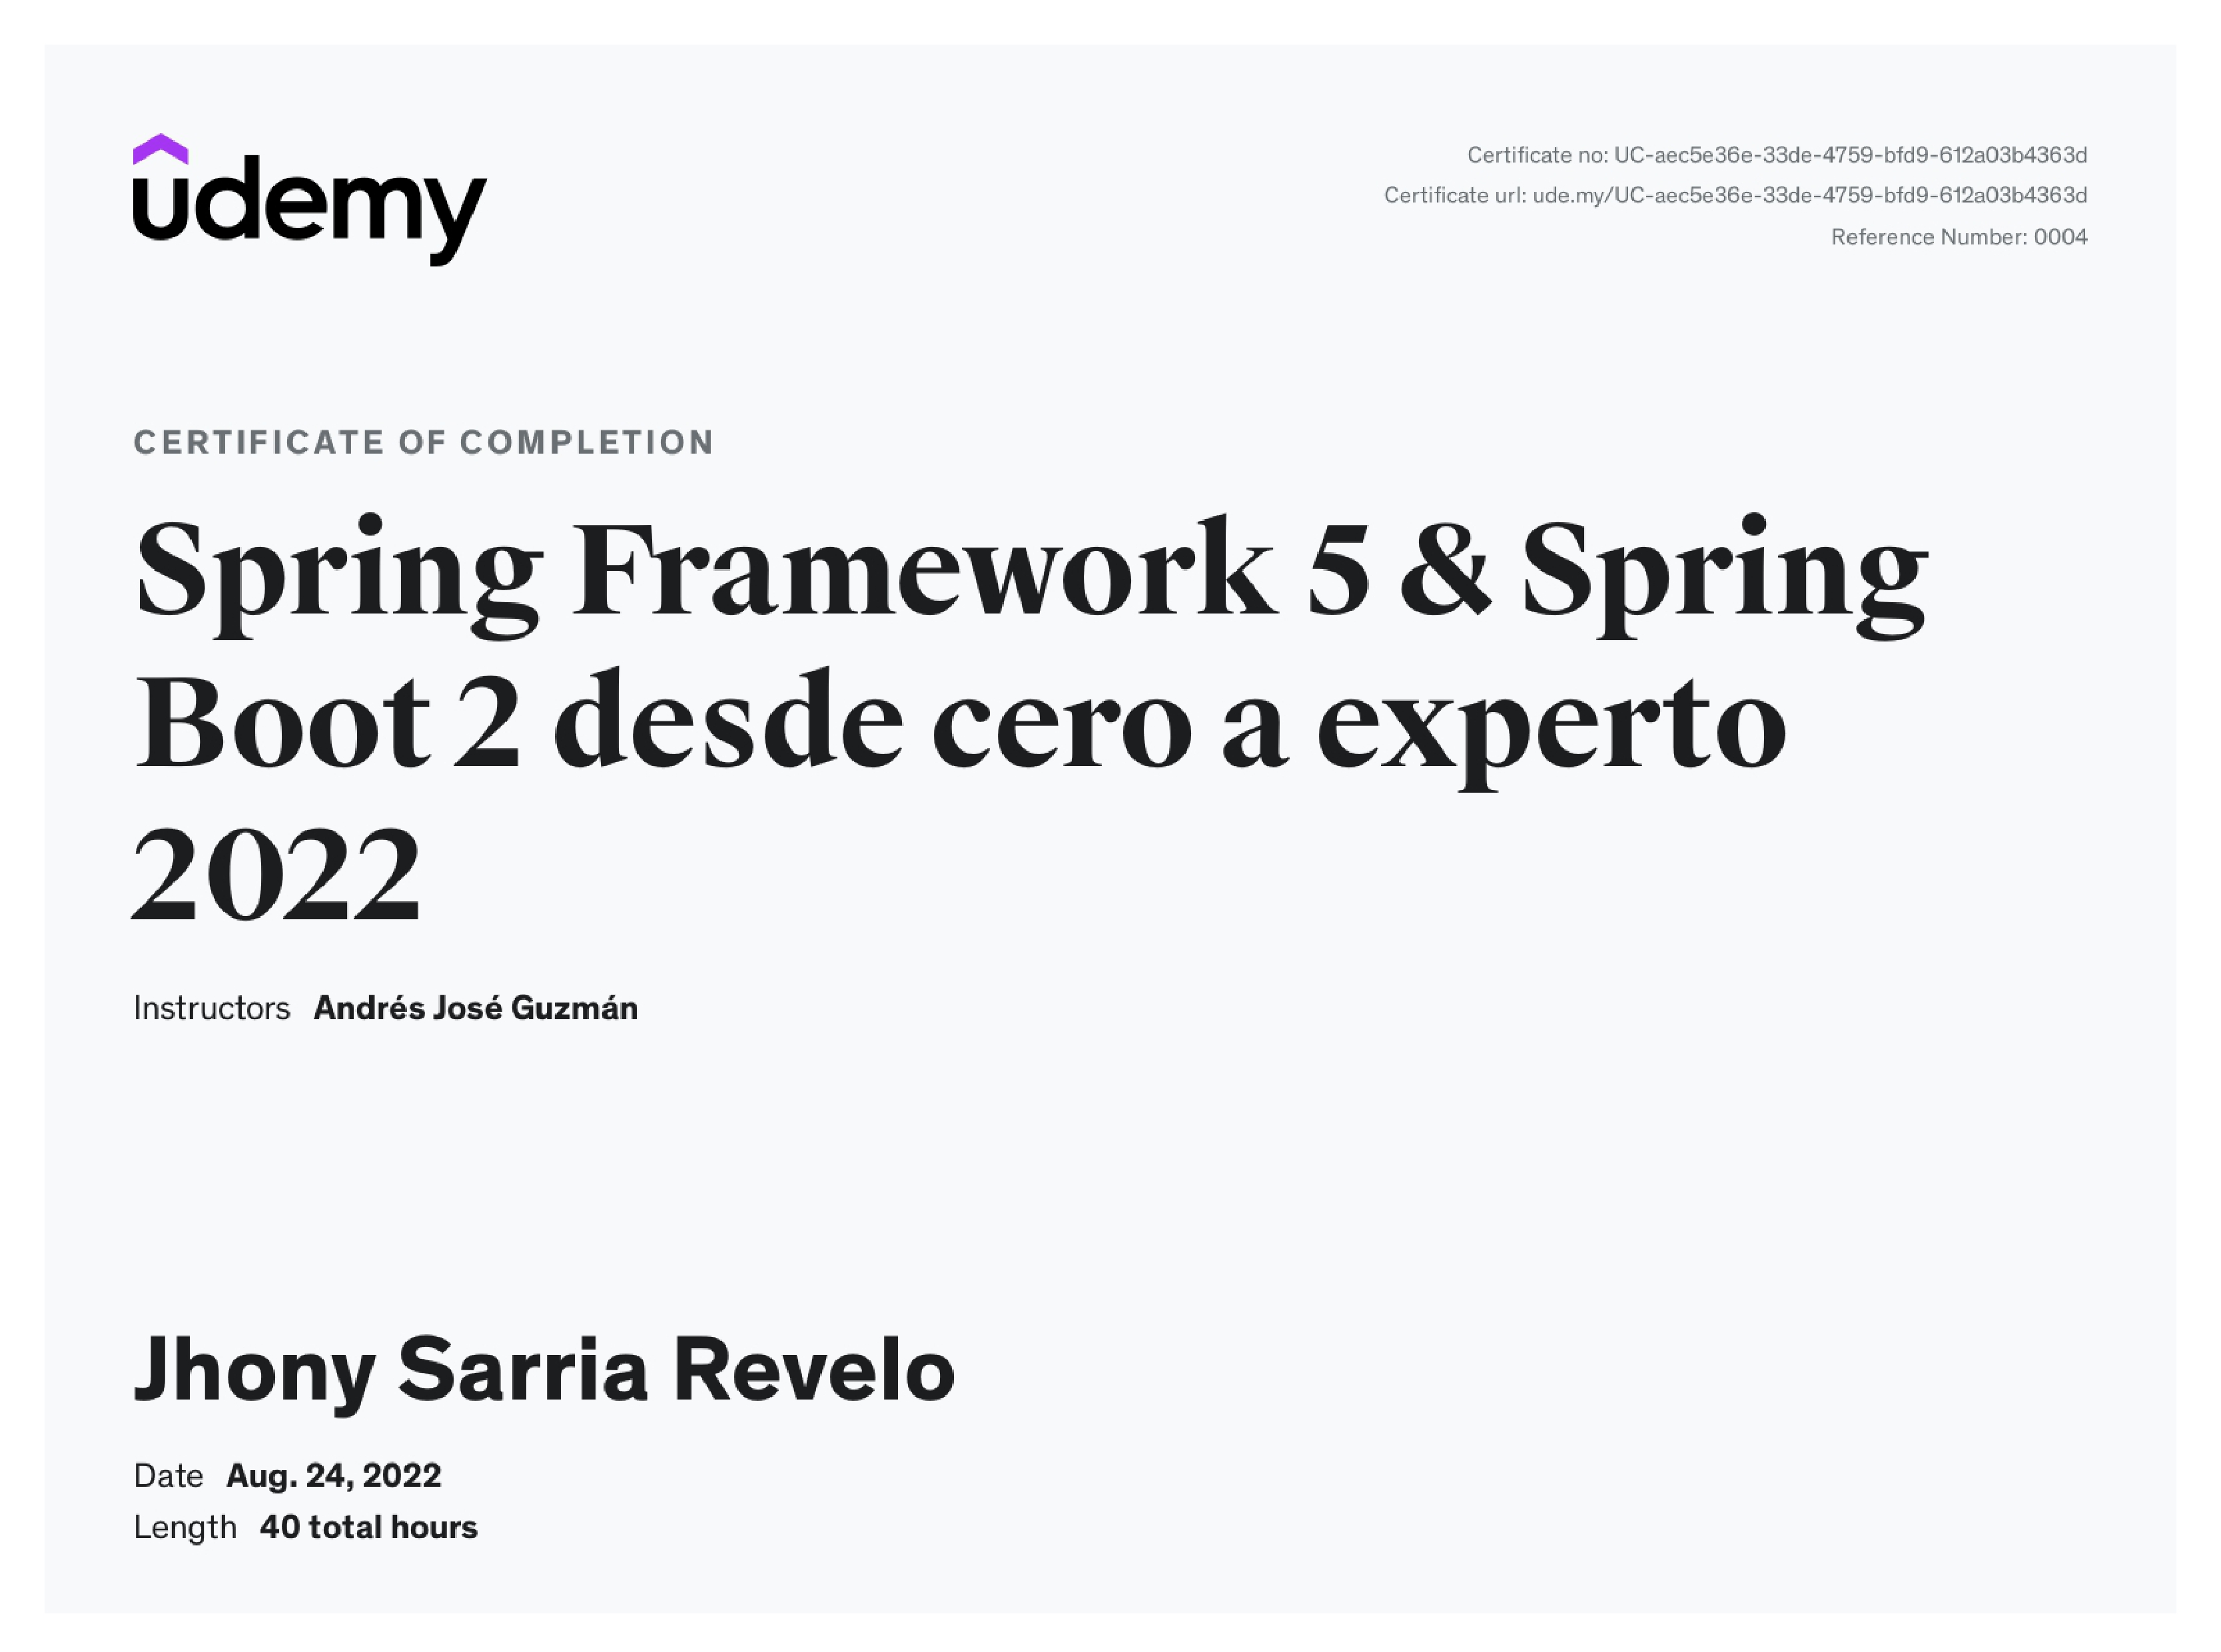 udemy
Certificate no: UC-aec5e36e-33de-4759-bfd9-612a03b4363d
Certificate url: ude.my/UC-aec5e36e-33de-4759-bfd9-612a03b4363d
Reference Number: 0004
CERTIFICATE OF COMPLETION
Spring Framework 5 & Spring
Boot 2 desde cero a experto
2022
Instructors Andrés José Guzmán
Jhony Sarria Revelo
Date Aug. 24, 2022
Length 40 total hours